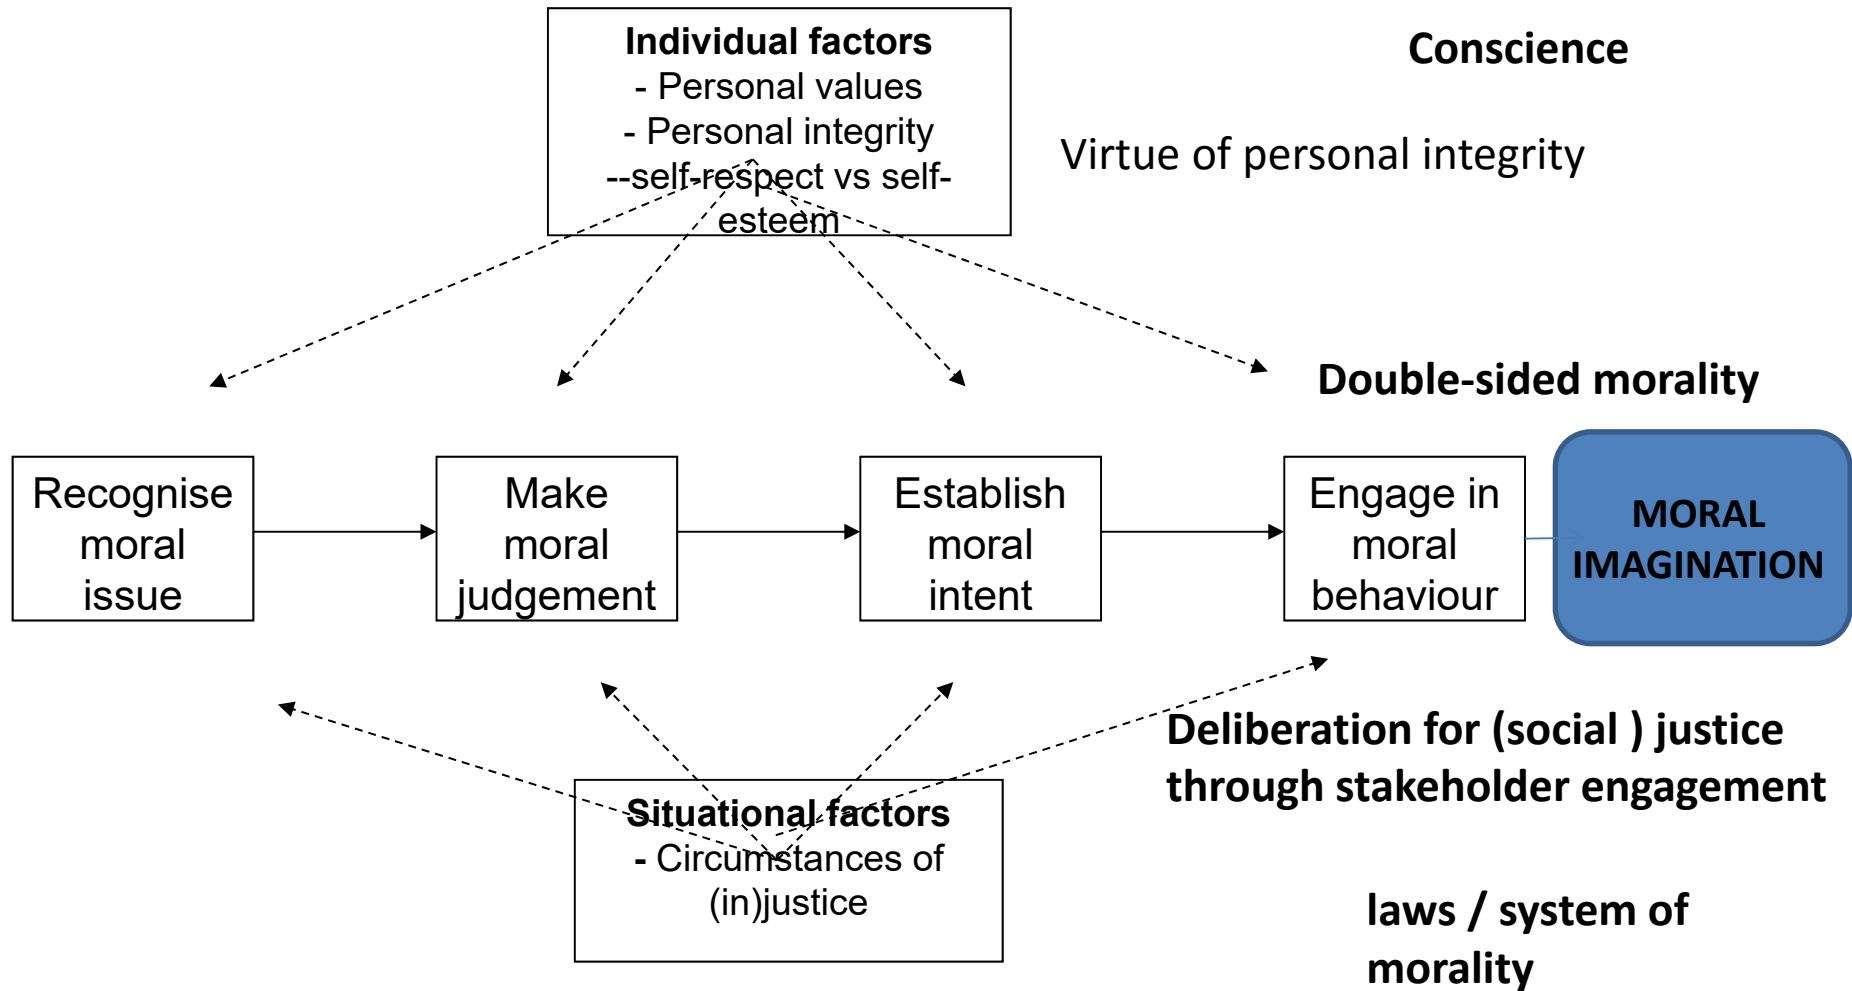 Individual factors
- Personal values
- Personal integrity
--self-respect vs self-
esteem
Conscience
Virtue of personal integrity
Double-sided morality
Recognise
moral
issue
Make
moral
judgement
Establish
moral
intent
Engage in
moral
behaviour
MORAL
IMAGINATION
Deliberation for (social ) justice
through stakeholder engagement
Situational factors
- Circumstances of
(in)justice
laws / system of
morality